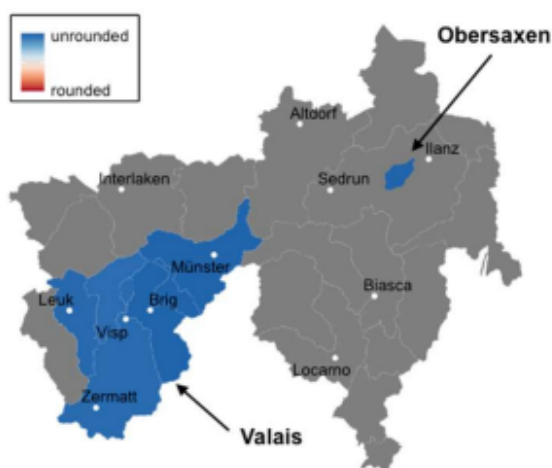 unrounded
rounded
Obersaxen
Altdorf
Ilanz
Sedrun
Interlaken
Münster
Biasca
Leuk
Brig
Visp
Locarno
Zermatt
Valais